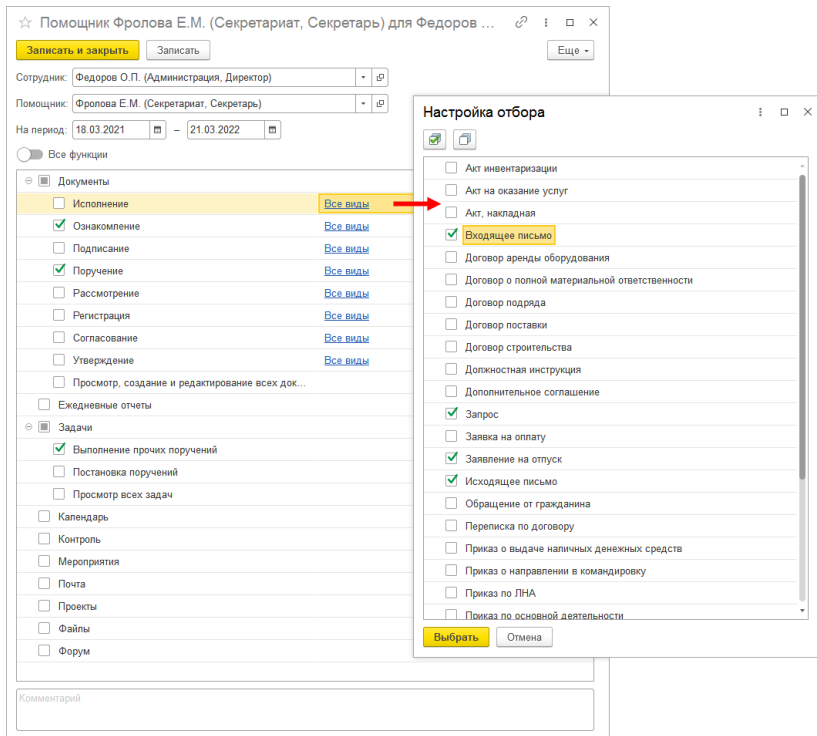 Помощник Фролова Е.М. (Секретариат, Секретарь) для Федоров ...
Записать и закрыть
Записать
Еще
Сотрудник: Федоров О.П. (Администрация, Директор)
Помощник: Фролова Е.М. (Секретариат, Секретарь)
На период: 18.03.2021 – 21.03.2022
Все функции
Документы
Исполнение Все виды
Ознакомление Все виды
Подписание Все виды
Поручение Все виды
Рассмотрение Все виды
Регистрация Все виды
Согласование Все виды
Утверждение Все виды
Просмотр, создание и редактирование всех док...
Ежедневные отчеты
Задачи
Выполнение прочих поручений
Постановка поручений
Просмотр всех задач
Календарь
Контроль
Мероприятия
Почта
Проекты
Файлы
Форум
Комментарий
Настройка отбора
Акт инвентаризации
Акт на оказание услуг
Акт, накладная
Входящее письмо
Договор аренды оборудования
Договор о полной материальной ответственности
Договор подряда
Договор поставки
Договор строительства
Должностная инструкция
Дополнительное соглашение
Запрос
Заявка на оплату
Заявление на отпуск
Исходящее письмо
Обращение от гражданина
Переписка по договору
Приказ о выдаче наличных денежных средств
Приказ о направлении в командировку
Приказ по ЛНА
Приказ по основной деятельности
Выбрать
Отмена